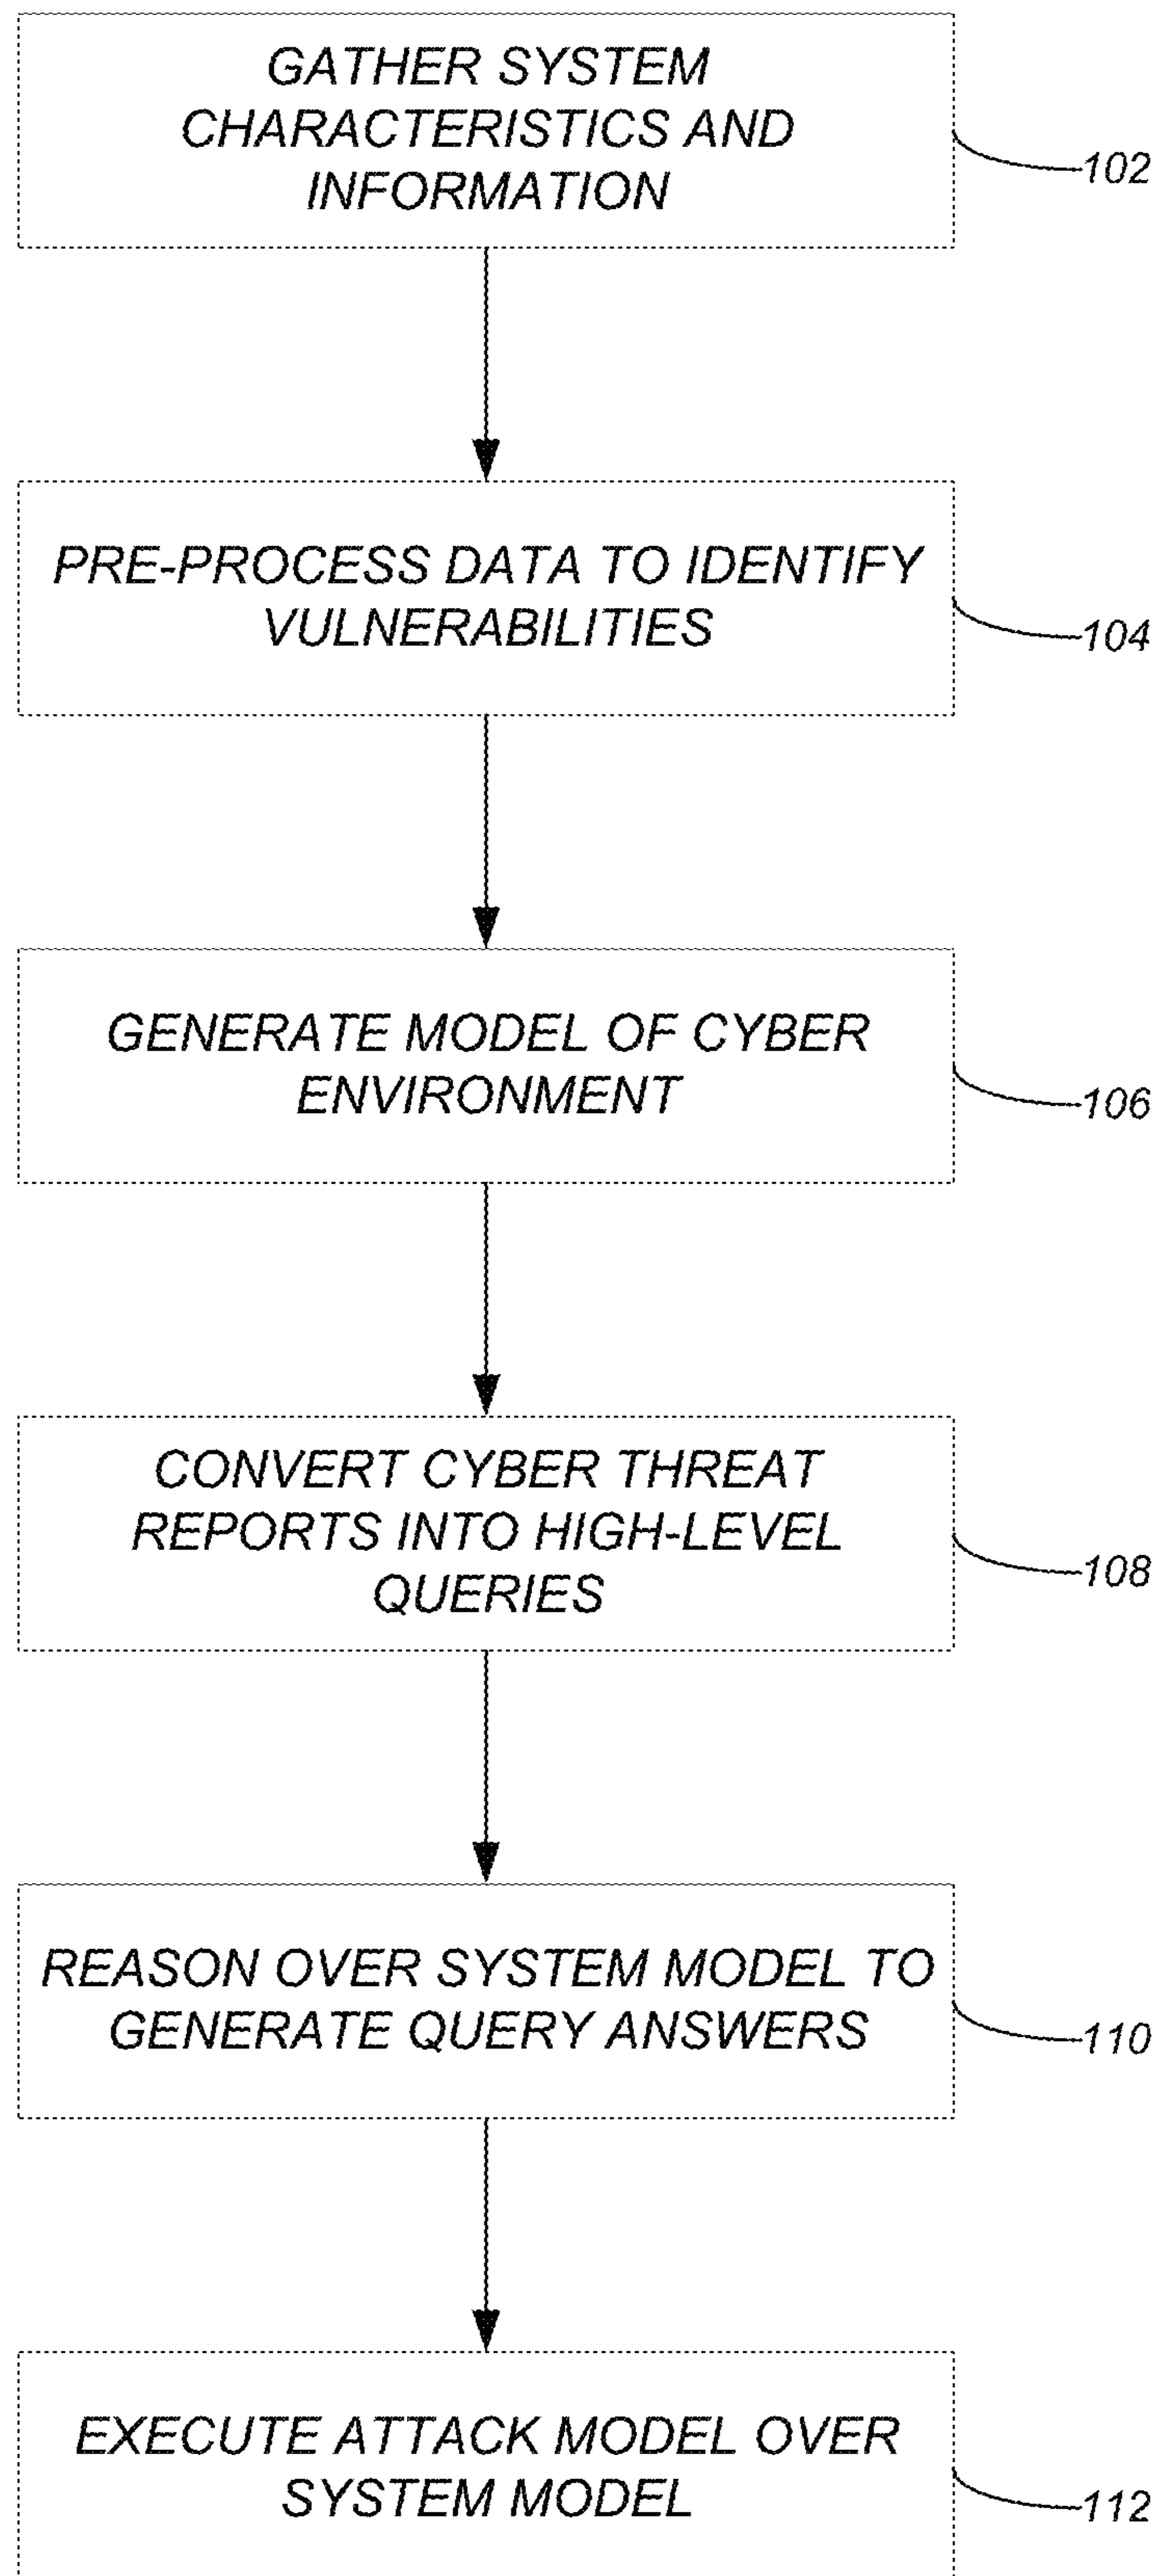 GATHER SYSTEM
CHARACTERISTICS AND
INFORMATION
102
PRE-PROCESS DATA TO IDENTIFY
VULNERABILITIES
104
GENERATE MODEL OF CYBER
ENVIRONMENT
106
CONVERT CYBER THREAT
REPORTS INTO HIGH-LEVEL
QUERIES
108
REASON OVER SYSTEM MODEL TO
GENERATE QUERY ANSWERS
110
EXECUTE ATTACK MODEL OVER
SYSTEM MODEL
112